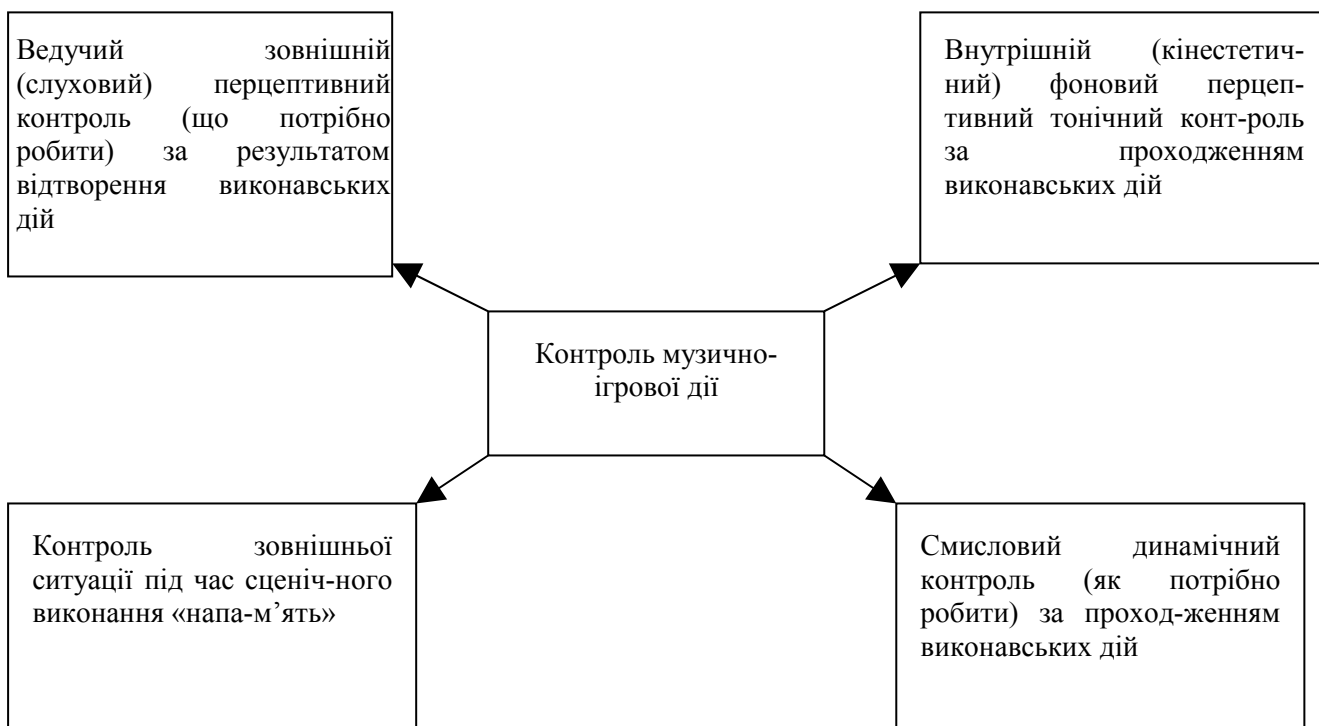 Ведучий зовнішній
(слуховий) перцептивний
контроль (що потрібно
робити) за результатом
відтворення виконавських
дій
Внутрішній (кінестетич-
ний) фоновий перцеп-
тивний тонічний конт-роль
за проходженням
виконавських дій
Контроль музично-
ігрової дії
Контроль зовнішньої
ситуації під час сценіч-ного
виконання «напа-м’ять»
Смисловий динамічний
контроль (як потрібно
робити) за проход-женням
виконавських дій